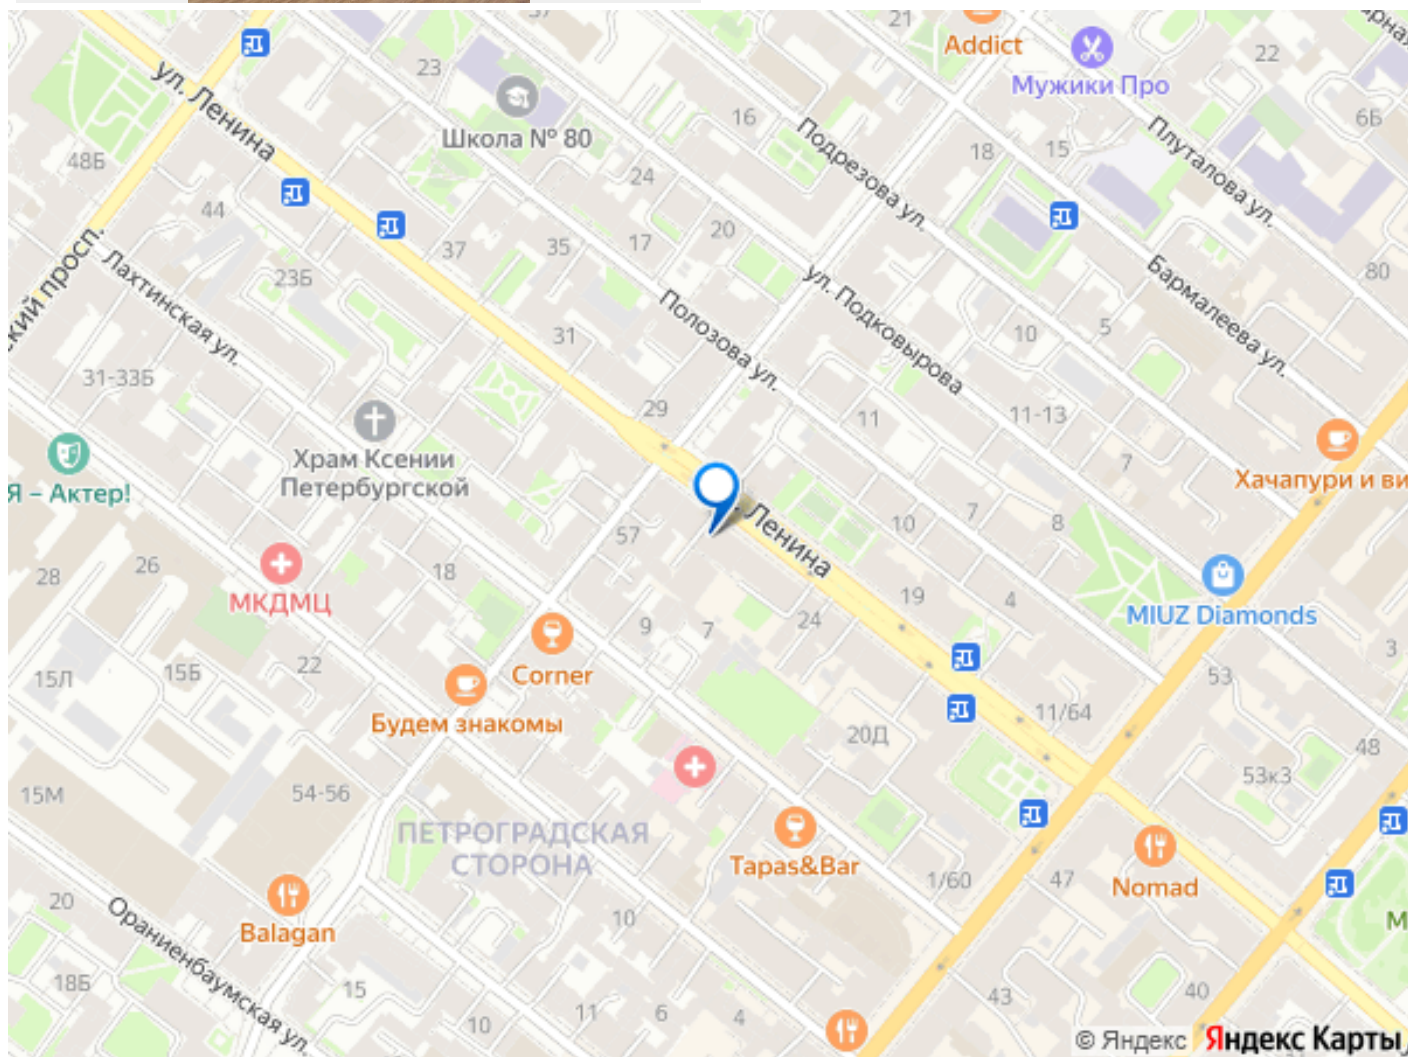 37
21
Addict
рная
22
23
Мужики Про
Школа № 80
16
6Б
Подрезова ул.
18
15
Плуталова ул.
ул. Ленина
48Б
24
44
37
35
17
20
80
23Б
кий просп.
Лахтинская ул.
Бармалеева ул.
ул. Подковырова
Полозова ул.
31
10
5
31-33Б
29
11
11-13
7
Храм Ксении
Петербургской
Я – Актер!
Хачапури и ви
57
Ленина
10
7
8
28
26
18
МКДМЦ
MIUZ Diamonds
9
7
24
19
4
3
15Л
15Б
22
Corner
53
Будем знакомы
11/64
20Д
48
53к3
15М
54-56
ПЕТРОГРАДСКАЯ
СТОРОНА
Tapas&Bar
1/60
47
Nomad
20
Ораниенбаумская ул.
Balagan
10
М
18Б
15
10
11
6
4
43
40
© Яндекс Яндекс Карты